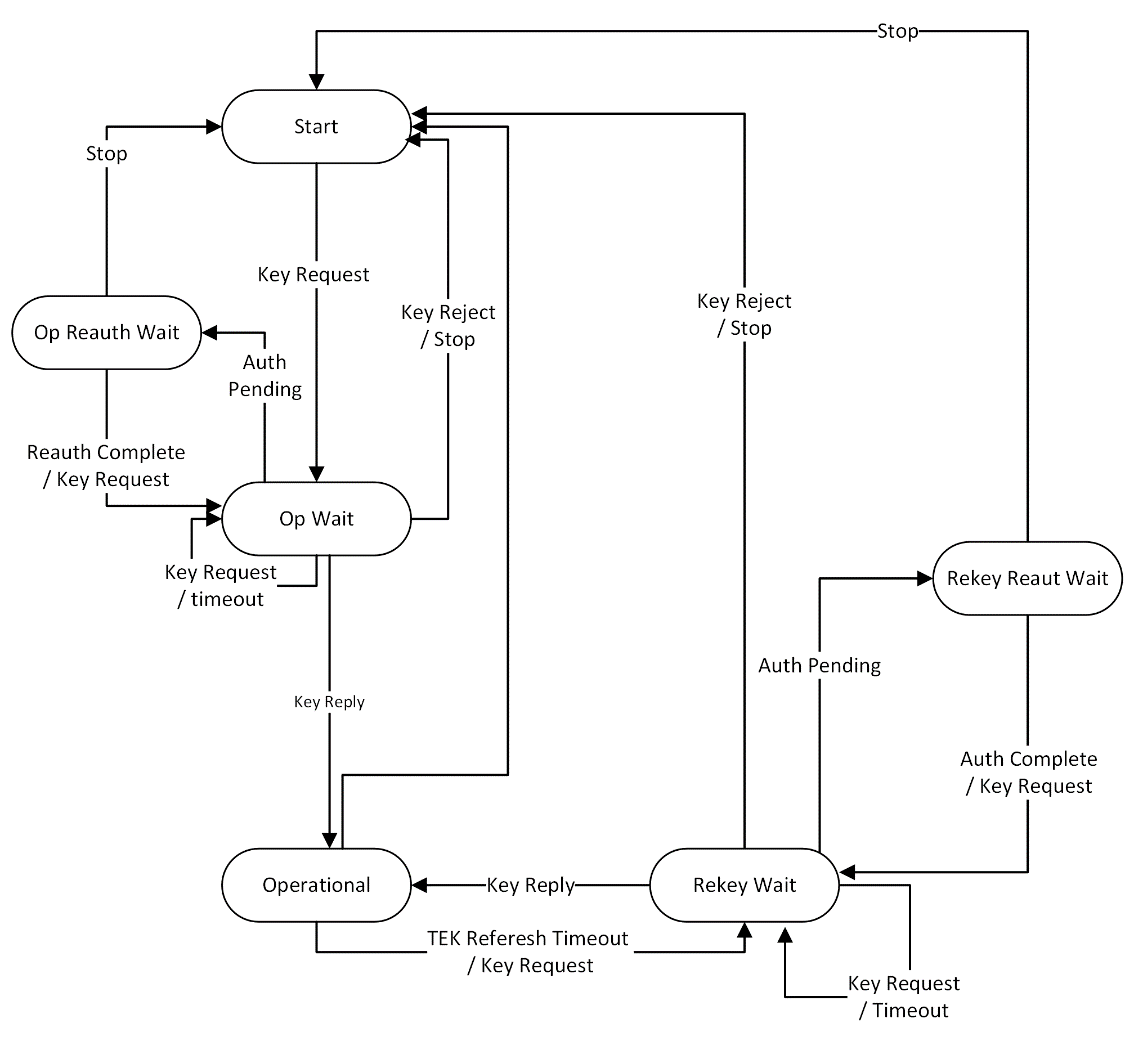 Stop
Start
Stop
Key Request
Key Reject
/ Stop
Key Reject
/ Stop
Op Reauth Wait
Auth
Pending
Reauth Complete
/ Key Request
Op Wait
Key Request
/ timeout
Rekey Reaut Wait
Auth Pending
Key Reply
Auth Complete
/ Key Request
Operational
Key Reply
Rekey Wait
TEK Referesh Timeout
/ Key Request
Key Request
/ Timeout